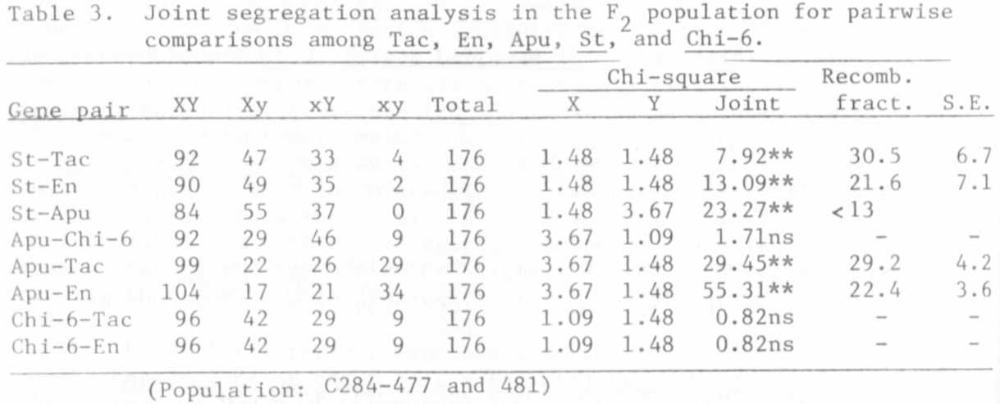 Table 3. Joint segregation analysis in the F2 population for pairwise
comparisons among Tac, En, Apu, St, and Chi-6.
Chi-square Recomb.
Gene pair XY Xy xY xy Total X Y Joint fract. S.E.
St-Tac 92 47 33 4 176 1.48 1.48 7.92** 30.5 6.7
St-En 90 49 35 2 176 1.48 1.48 13.09** 21.6 7.1
St-Apu 84 55 37 0 176 1.48 3.67 23.27** <13
Apu-Chi-6 92 29 46 9 176 3.67 1.09 1.71ns - -
Apu-Tac 99 22 26 29 176 3.67 1.48 29.45** 29.2 4.2
Apu-En 104 17 21 34 176 3.67 1.48 55.31** 22.4 3.6
Chi-6-Tac 96 42 29 9 176 1.09 1.48 0.82ns - -
Chi-6-En 96 42 29 9 176 1.09 1.48 0.82ns - -
(Population: C284-477 and 481)